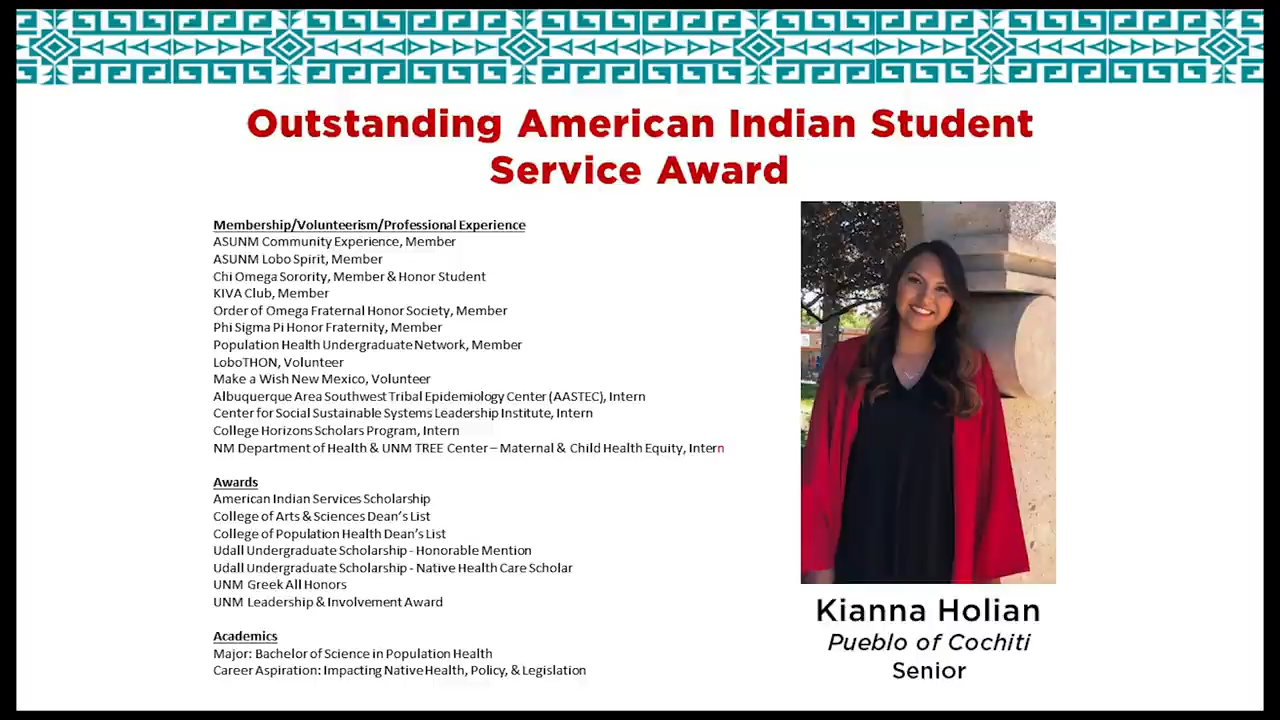 Outstanding American Indian Student
Service Award
Membership/Volunteerism/Professional Experience
ASUNM Community Experience, Member
ASUNM Lobo Spirit, Member
Chi Omega Sorority, Member & Honor Student
KIVA Club, Member
Order of Omega Fraternal Honor Society, Member
Phi Sigma Pi Honor Fraternity, Member
Population Health Undergraduate Network, Member
LoboTHON, Volunteer
Make a Wish New Mexico, Volunteer
Albuquerque Area Southwest Tribal Epidemiology Center (AASTEC), Intern
Center for Social Sustainable Systems Leadership Institute, Intern
College Horizons Scholars Program, Intern
NM Department of Health & UNM TREE Center – Maternal & Child Health Equity, Intern
Awards
American Indian Services Scholarship
College of Arts & Sciences Dean's List
College of Population Health Dean's List
Udall Undergraduate Scholarship - Honorable Mention
Udall Undergraduate Scholarship - Native Health Care Scholar
UNM Greek All Honors
UNM Leadership & Involvement Award
Academics
Major: Bachelor of Science in Population Health
Career Aspiration: Impacting Native Health, Policy, & Legislation
Kianna Holian
Pueblo of Cochiti
Senior